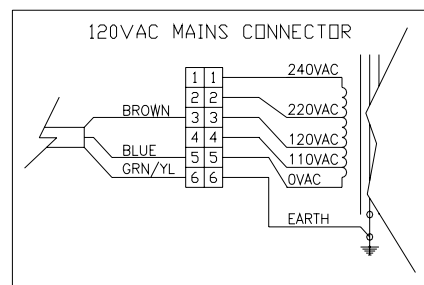 120VAC MAINS CONNECTOR
240VAC
1 1
2 2
220VAC
BROWN
3 3
120VAC
4 4
110VAC
BLUE
5 5
0VAC
GRN/YL
6 6
EARTH